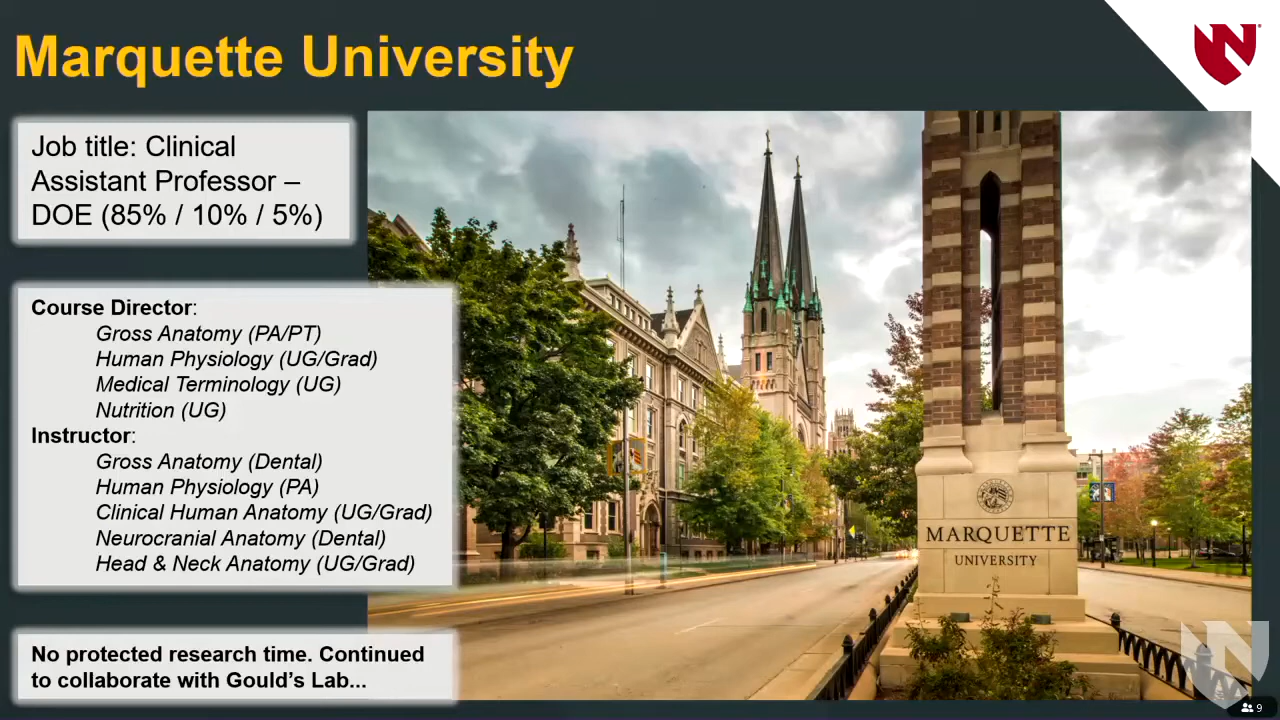 Marquette University
Job title: Clinical
Assistant Professor –
DOE (85% / 10% / 5%)
Course Director:
Gross Anatomy (PA/PT)
Human Physiology (UG/Grad)
Medical Terminology (UG)
Nutrition (UG)
Instructor:
Gross Anatomy (Dental)
Human Physiology (PA)
Clinical Human Anatomy (UG/Grad)
Neurocranial Anatomy (Dental)
Head & Neck Anatomy (UG/Grad)
No protected research time. Continued
to collaborate with Gould’s Lab...
MARQUETTE
UNIVERSITY
N
N
9